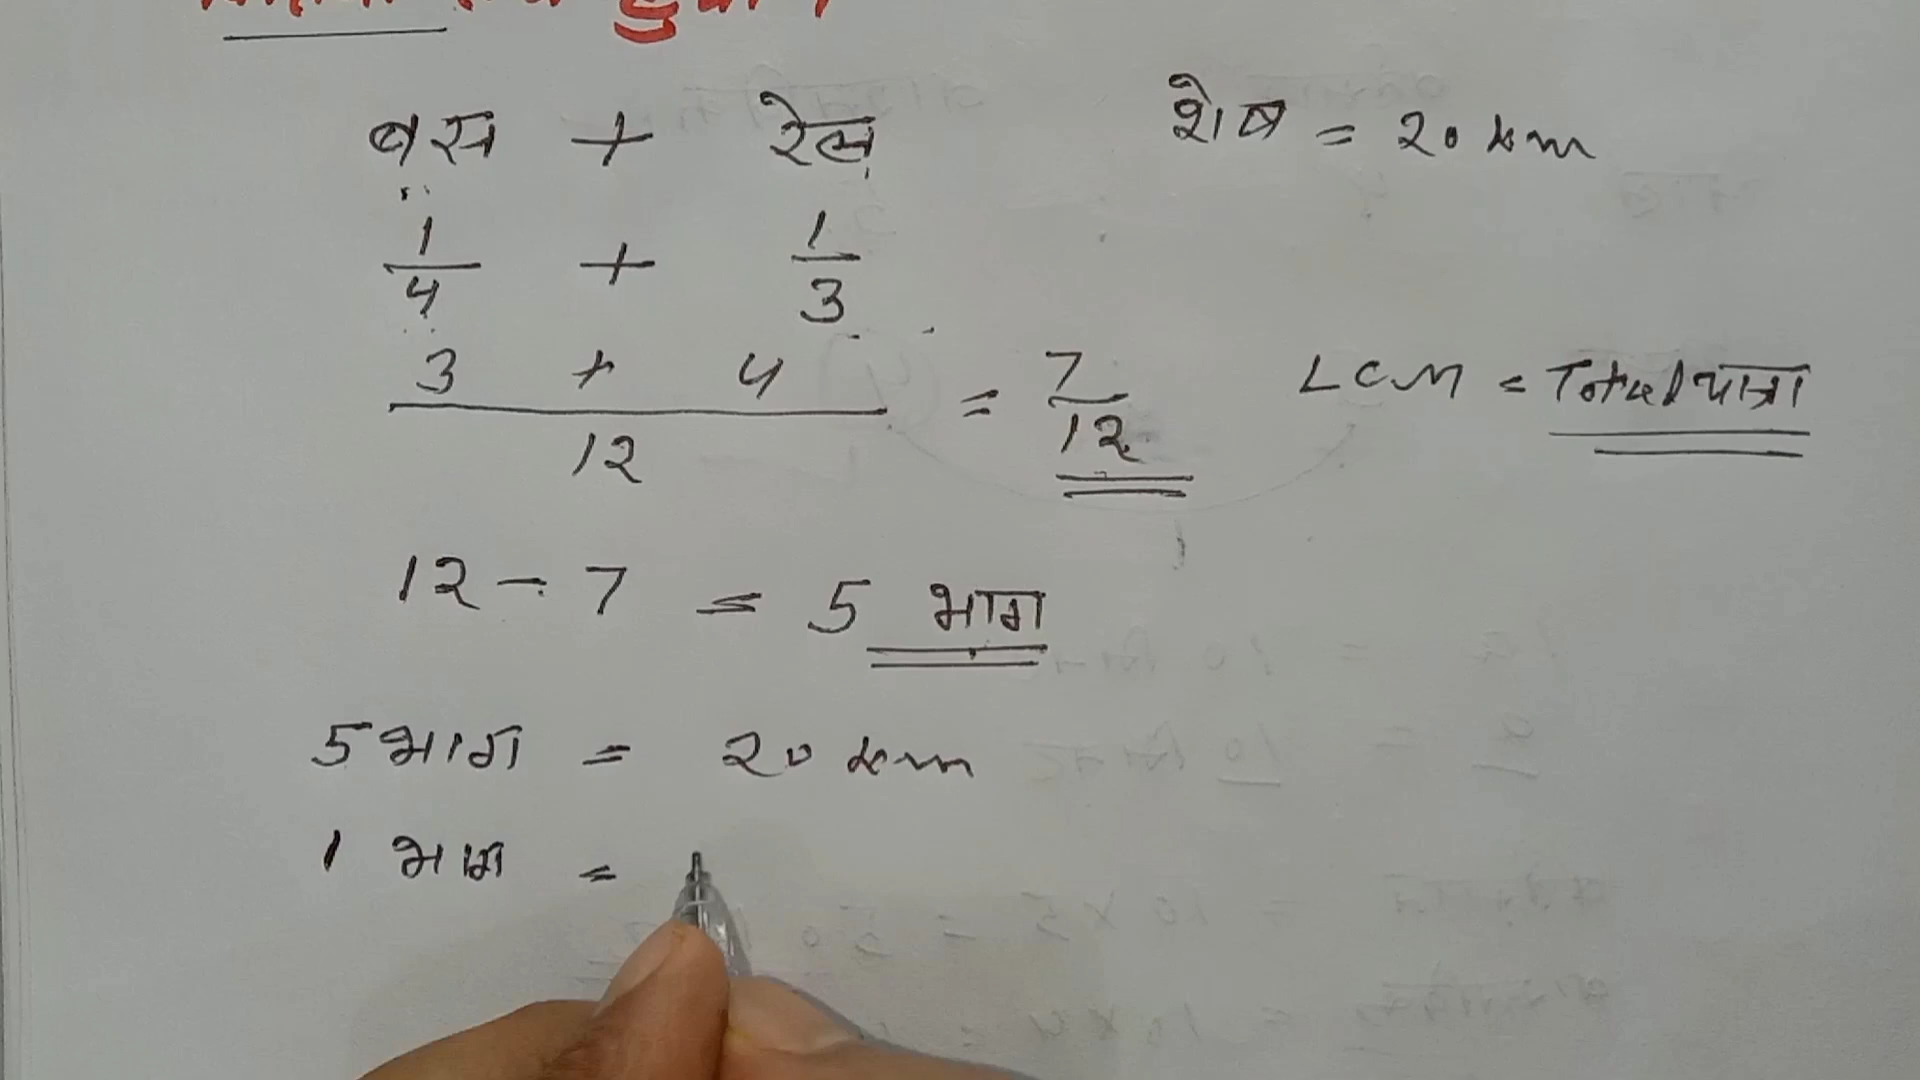 बस + रेल
शेष = 20 km
1/4 + 1/3
3 + 4 / 12 = 7/12
LCM = Total यात्रा
12 - 7 = 5 भाग
5 भाग = 20 km
1 भाग =